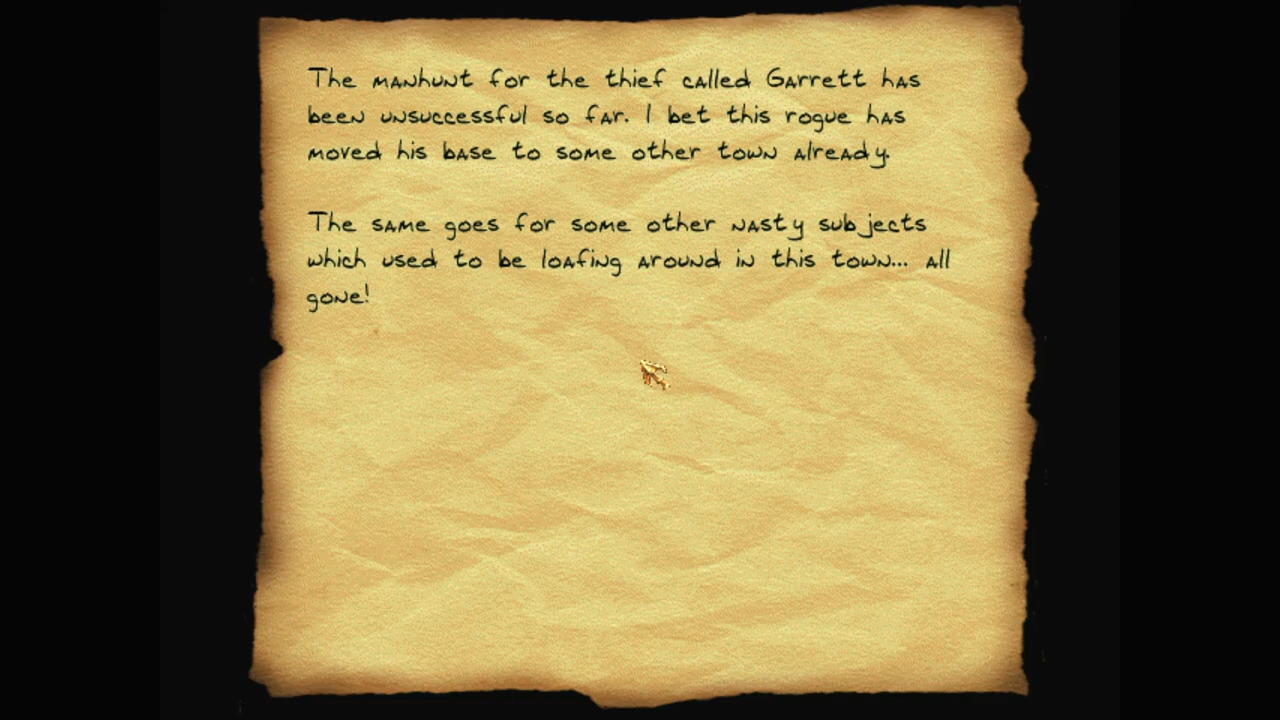 The manhunt for the thief called Garrett has
been unsuccessful so far. I bet this rogue has
moved his base to some other town already.
The same goes for some other nasty subjects
which used to be loafing around in this town... all
gone!